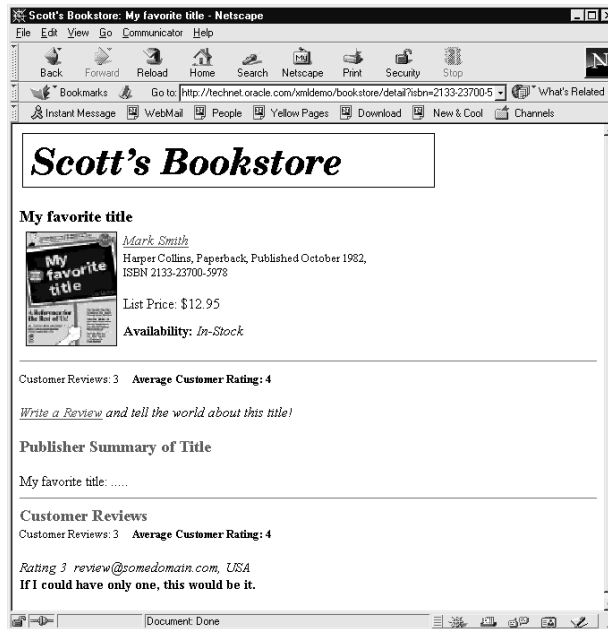 Scott's Bookstore: My favorite title - Netscape
File Edit View Go Communicator Help
Back Forward Reload Home Search Netscape Print Security Stop
N
Bookmarks Go to: http://technet.oracle.com/xmldemo/bookstore/detail?isbn=2133-23700-5 What's Related
Instant Message WebMail People Yellow Pages Download New & Cool Channels
Scott's Bookstore
My favorite title
My
favorite
title
A Reference for
the Rest of Us!
Mark Smith
Harper Collins, Paperback, Published October 1982,
ISBN 2133-23700-5978
List Price: $12.95
Availability: In-Stock
Customer Reviews: 3 Average Customer Rating: 4
Write a Review and tell the world about this title!
Publisher Summary of Title
My favorite title: .....
Customer Reviews
Customer Reviews: 3 Average Customer Rating: 4
Rating 3 review@somedomain.com, USA
If I could have only one, this would be it.
Document: Done